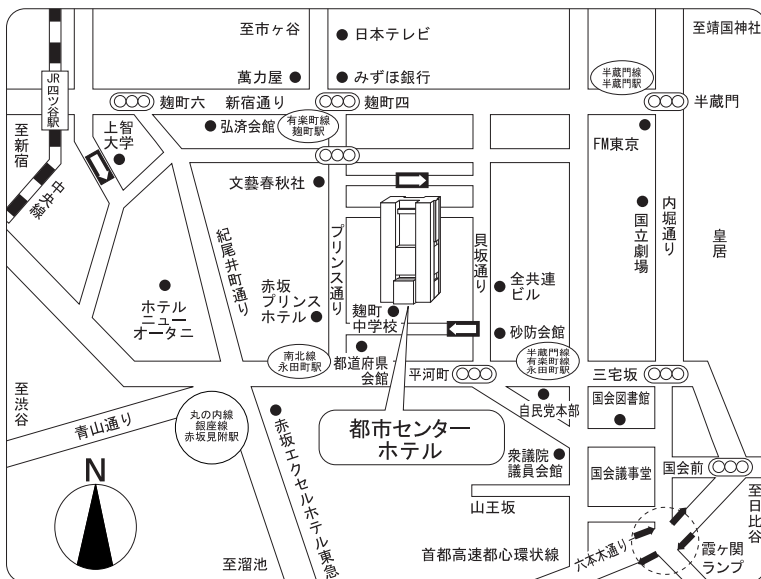 至市ヶ谷
日本テレビ
至靖国神社
萬力屋
みずほ銀行
半蔵門線
半蔵門駅
JR四ツ谷駅
麹町六
新宿通り
麹町四
半蔵門
至新宿
上智
大学
弘済会館
有楽町線
麹町駅
FM東京
中央線
文藝春秋社
内堀通り
国立劇場
皇居
紀尾井町通り
プリンス通り
貝坂通り
全共連
ビル
ホテル
ニュー
オータニ
赤坂
プリンス
ホテル
麹町
中学校
砂防会館
都道府県
会館
南北線
永田町駅
半蔵門線
有楽町線
永田町駅
平河町
三宅坂
至渋谷
青山通り
丸の内線
銀座線
赤坂見附駅
自民党本部
国会図書館
都市センター
ホテル
赤坂エクセルホテル東急
衆議院
議員会館
国会議事堂
国会前
至日比谷
N
山王坂
至溜池
首都高速都心環状線
六本木通り
霞ヶ関
ランプ